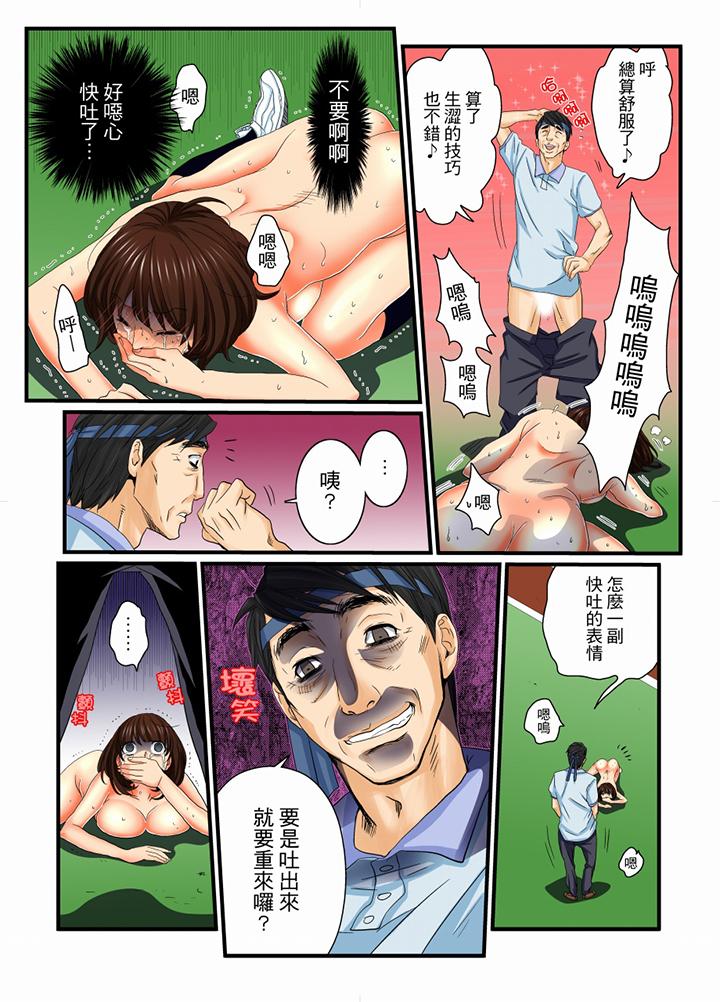 呼
總算舒服了♪
哈啊啊啊
算了
生澀的技巧
也不錯♪
嗚嗚嗚嗚嗚
嗯嗚
嗯嗚
嗯
不要啊啊
嗯
好噁心
快吐了…
嗯嗯
呼—
…
咦？
怎麼一副
快吐的表情
嗯嗚
嗯
壞笑
要是吐出來
就要重來囉？
……
顫抖
顫抖